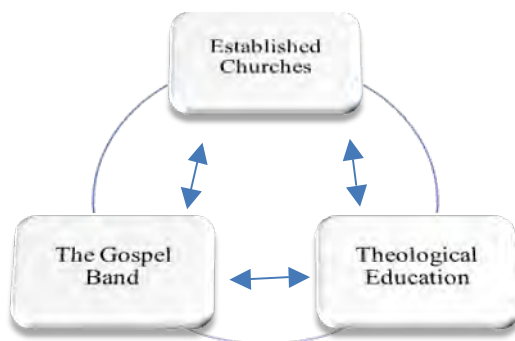 Established
Churches
The Gospel
Band
Theological
Education